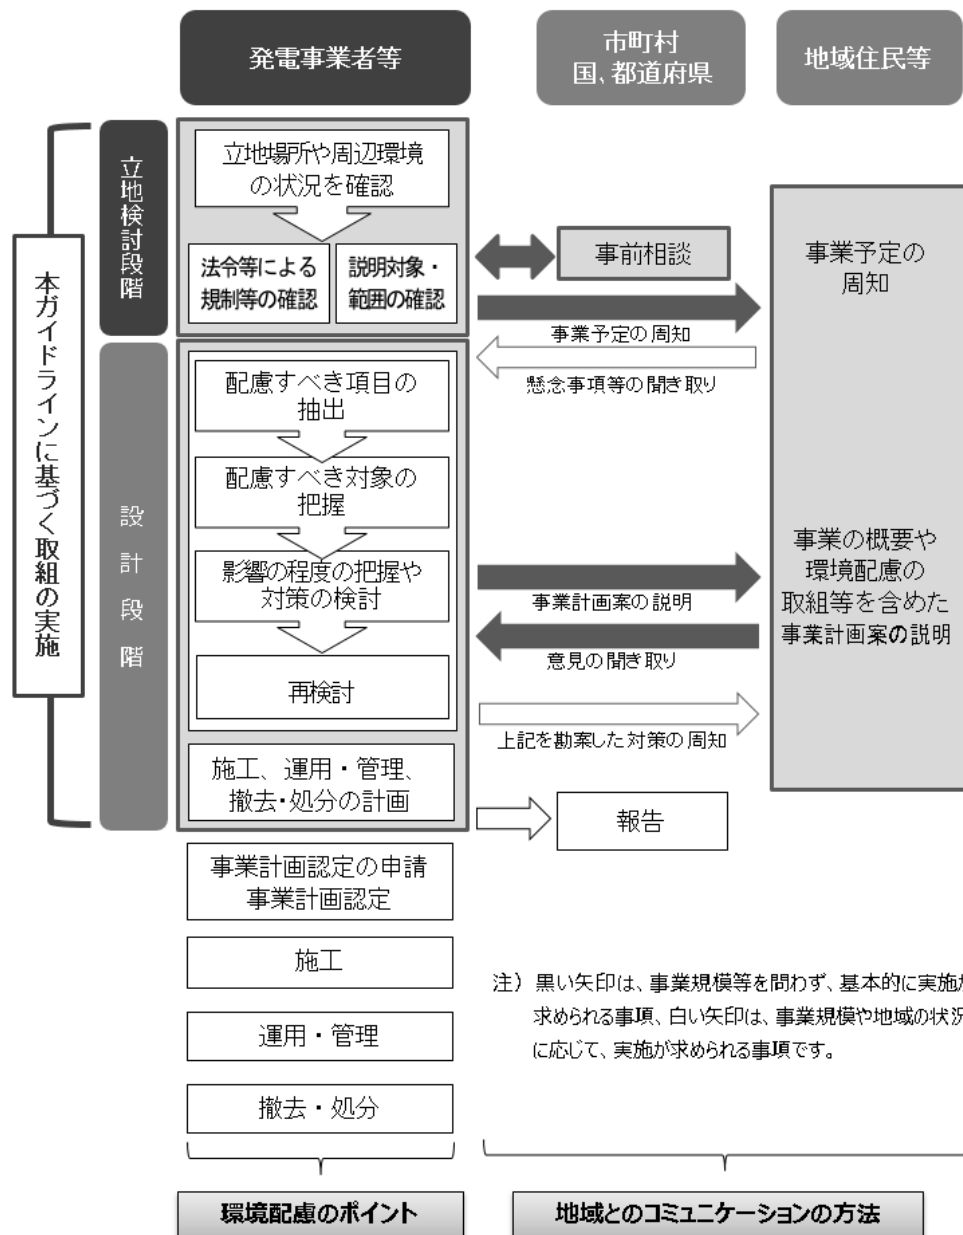 発電事業者等
市町村
国、都道府県
地域住民等
本ガイドラインに基づく取組の実施
立地検討段階
立地場所や周辺環境
の状況を確認
法令等による
規制等の確認
説明対象・
範囲の確認
事前相談
事業予定の
周知
事業予定の周知
懸念事項等の聞き取り
設計段階
配慮すべき項目の
抽出
配慮すべき対象の
把握
影響の程度の把握や
対策の検討
再検討
事業計画案の説明
意見の聞き取り
上記を勘案した対策の周知
事業の概要や
環境配慮の
取組等を含めた
事業計画案の説明
施工、運用・管理、
撤去・処分の計画
報告
事業計画認定の申請
事業計画認定
施工
運用・管理
撤去・処分
注）黒い矢印は、事業規模等を問わず、基本的に実施が
求められる事項、白い矢印は、事業規模や地域の状況
に応じて、実施が求められる事項です。
環境配慮のポイント
地域とのコミュニケーションの方法